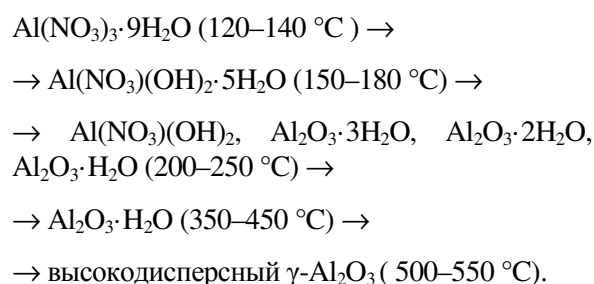 Al(NO₃)₃·9H₂O (120–140 °C ) →
→ Al(NO₃)(OH)₂·5H₂O (150–180 °C) →
→ Al(NO₃)(OH)₂, Al₂O₃·3H₂O, Al₂O₃·2H₂O,
Al₂O₃·H₂O (200–250 °C) →
→ Al₂O₃·H₂O (350–450 °C) →
→ высокодисперсный γ-Al₂O₃ ( 500–550 °C).